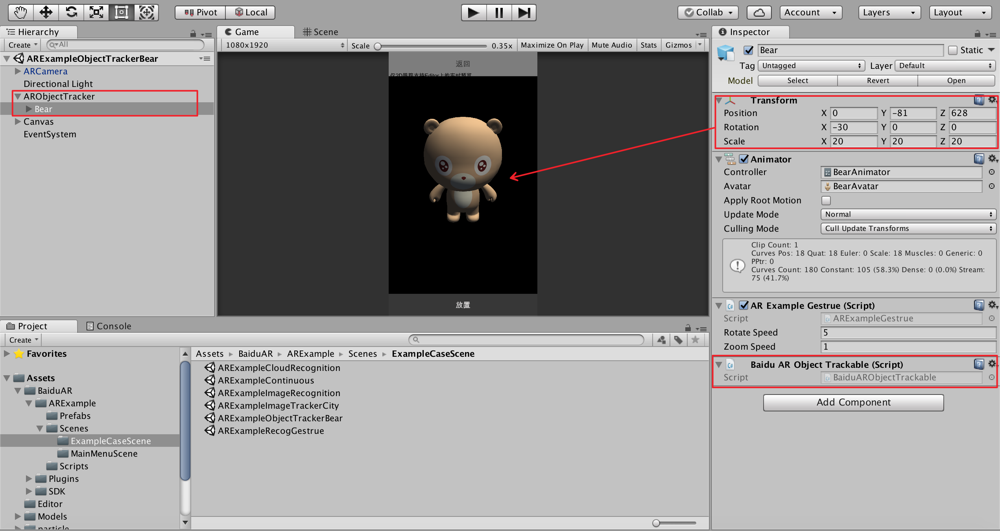 Pivot Local Collab Account Layers Layout
Hierarchy
Create All
ARExampleObjectTrackerBear
ARCamera
Directional Light
ARObjectTracker
Bear
Canvas
EventSystem
Game Scene
1080x1920 Scale 0.35x Maximize On Play Mute Audio Stats Gizmos
返回
仅2D跟踪支持Editor上的实时预览
放置
Inspector
Bear Static
Tag Untagged Layer Default
Model Select Revert Open
Transform
Position X 0 Y -81 Z 628
Rotation X -30 Y 0 Z 0
Scale X 20 Y 20 Z 20
Animator
Controller BearAnimator
Avatar BearAvatar
Apply Root Motion
Update Mode Normal
Culling Mode Cull Update Transforms
Clip Count: 1
Curves Pos: 18 Quat: 18 Euler: 0 Scale: 18 Muscles: 0 Generic: 0
PPtr: 0
Curves Count: 180 Constant: 105 (58.3%) Dense: 0 (0.0%) Stream:
75 (41.7%)
AR Example Gestrue (Script)
Script ARExampleGestrue
Rotate Speed 5
Zoom Speed 1
Baidu AR Object Trackable (Script)
Script BaiduARObjectTrackable
Add Component
Project Console
Create
Favorites
Assets
BaiduAR
ARExample
Prefabs
Scenes
ExampleCaseScene
MainMenuScene
Scripts
Plugins
SDK
Editor
Models
particle
Assets BaiduAR ARExample Scenes ExampleCaseScene
ARExampleCloudRecognition
ARExampleContinuous
ARExampleImageRecognition
ARExampleImageTrackerCity
ARExampleObjectTrackerBear
ARExampleRecogGestrue